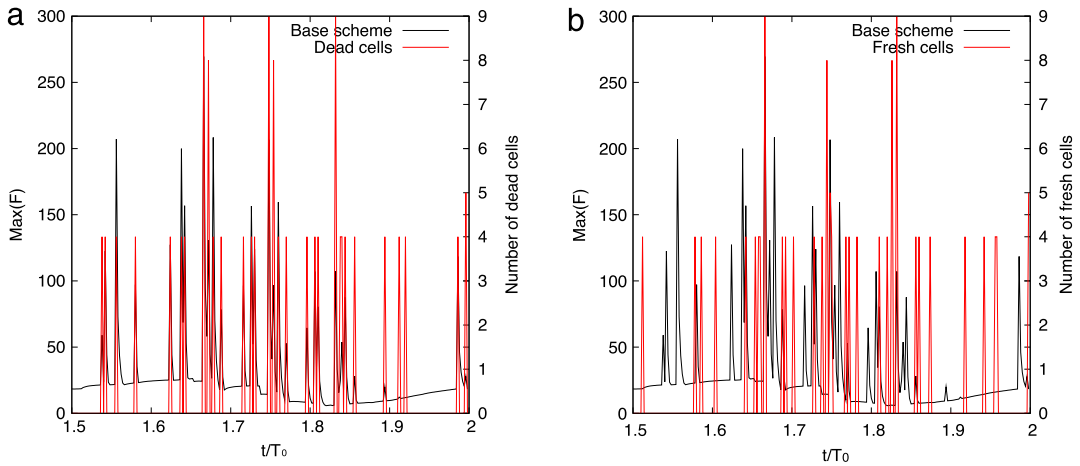 a
Base scheme
Dead cells
300
250
200
150
100
50
0
Max(F)
9
8
7
6
5
4
3
2
1
0
Number of dead cells
1.5 1.6 1.7 1.8 1.9 2
t/T₀
b
Base scheme
Fresh cells
300
250
200
150
100
50
0
Max(F)
9
8
7
6
5
4
3
2
1
0
Number of fresh cells
1.5 1.6 1.7 1.8 1.9 2
t/T₀